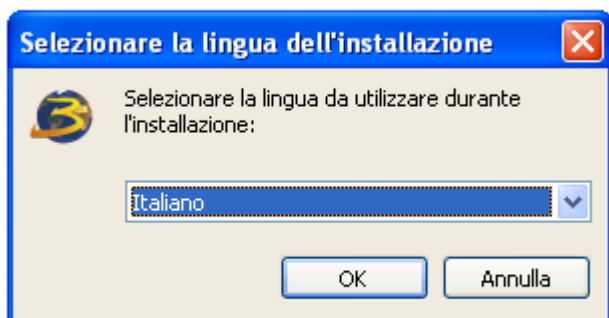 Selezionare la lingua dell'installazione
Selezionare la lingua da utilizzare durante
l'installazione:
Italiano
OK
Annulla